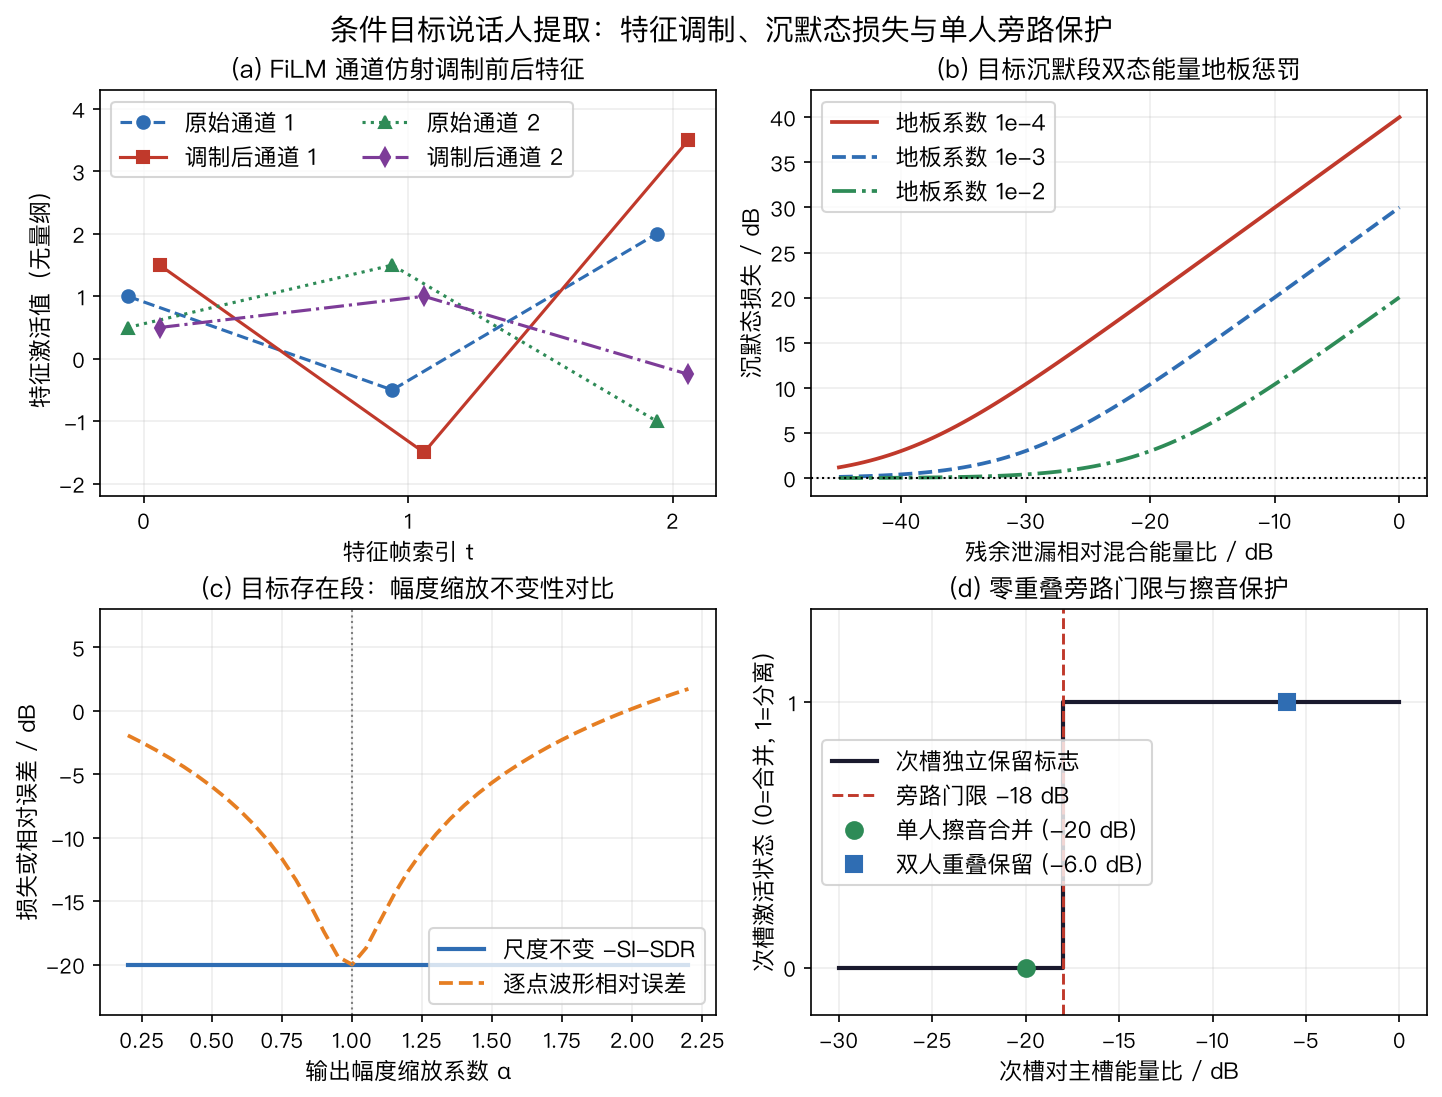 条件目标说话人提取：特征调制、沉默态损失与单人旁路保护
(a) FiLM 通道仿射调制前后特征
原始通道 1
调制后通道 1
原始通道 2
调制后通道 2
特征激活值（无量纲）
4
3
2
1
0
−1
−2
0
1
2
特征帧索引 t
(b) 目标沉默段双态能量地板惩罚
地板系数 1e−4
地板系数 1e−3
地板系数 1e−2
沉默态损失 / dB
40
35
30
25
20
15
10
5
0
−40
−30
−20
−10
0
残余泄漏相对混合能量比 / dB
(c) 目标存在段：幅度缩放不变性对比
损失或相对误差 / dB
5
0
−5
−10
−15
−20
尺度不变 −SI−SDR
逐点波形相对误差
0.25
0.50
0.75
1.00
1.25
1.50
1.75
2.00
2.25
输出幅度缩放系数 α
(d) 零重叠旁路门限与擦音保护
次槽激活状态 (0=合并, 1=分离)
1
0
次槽独立保留标志
旁路门限 −18 dB
单人擦音合并 (−20 dB)
双人重叠保留 (−6.0 dB)
−30
−25
−20
−15
−10
−5
0
次槽对主槽能量比 / dB